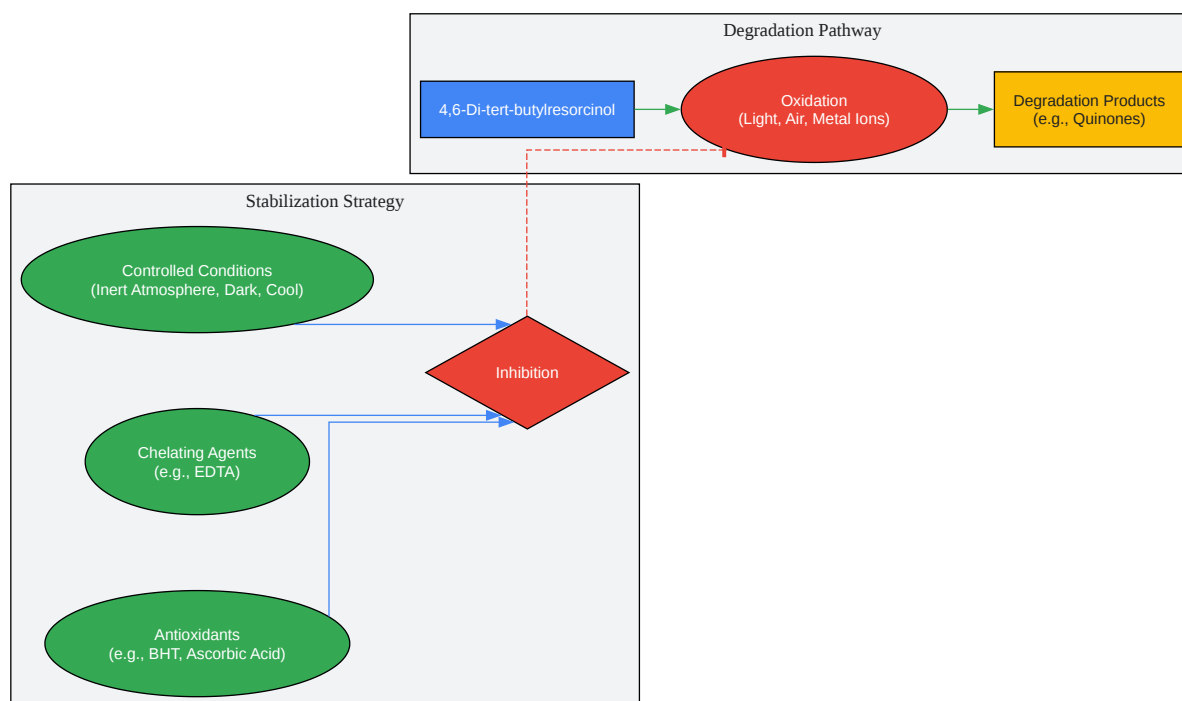 Degradation Pathway
4,6-Di-tert-butylresorcinol
Oxidation
(Light, Air, Metal Ions)
Degradation Products
(e.g., Quinones)
Stabilization Strategy
Controlled Conditions
(Inert Atmosphere, Dark, Cool)
Inhibition
Chelating Agents
(e.g., EDTA)
Antioxidants
(e.g., BHT, Ascorbic Acid)